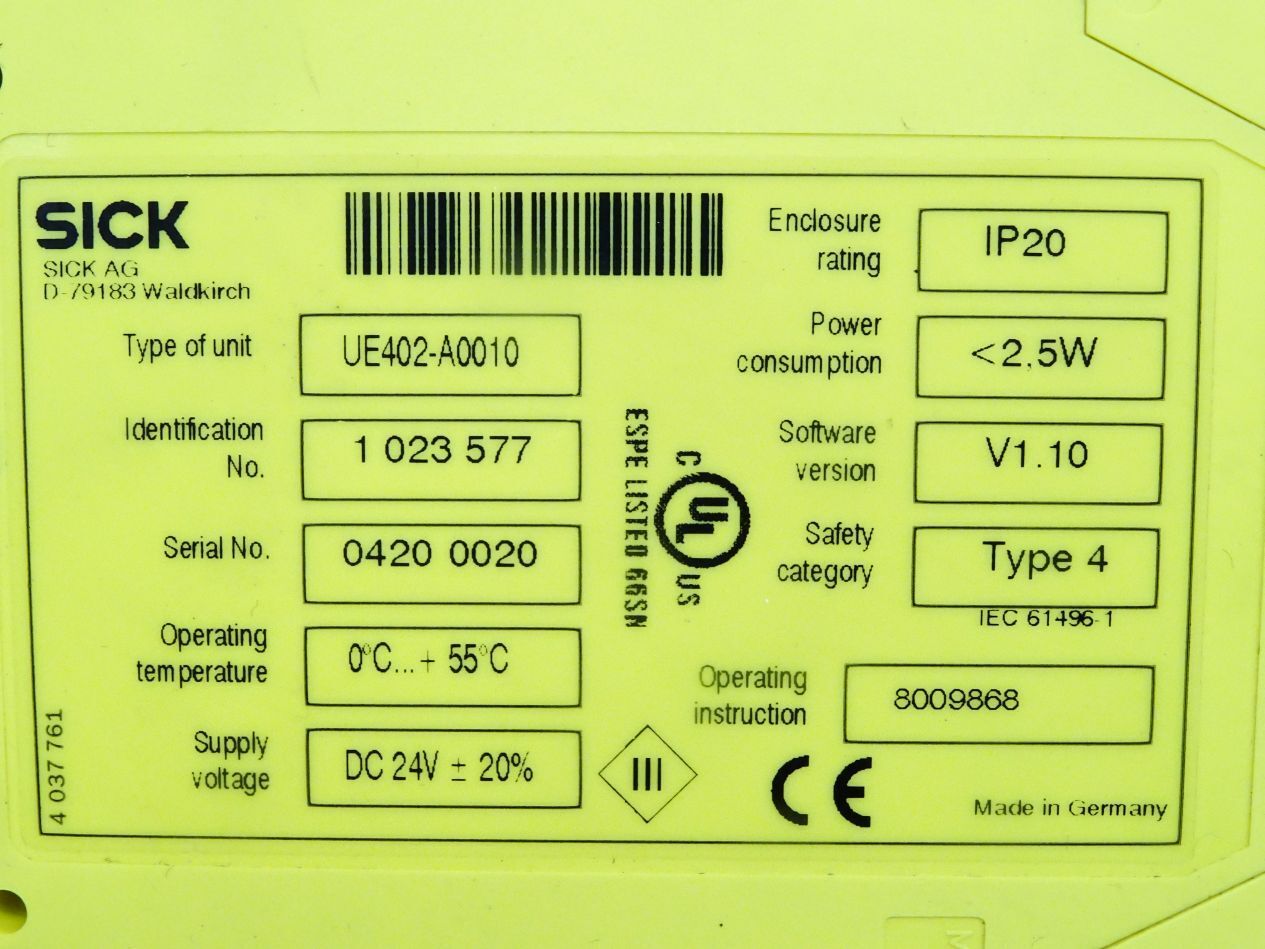 SICK
SICK AG
D-79183 Waldkirch
Type of unit
UE402-A0010
Identification
No.
1 023 577
Serial No.
0420 0020
Operating
temperature
0°C...+ 55°C
Supply
voltage
DC 24V ± 20%
4 037 761
ESPE LISTED 66SN
C UL US
III
Enclosure
rating
IP20
Power
consumption
<2,5W
Software
version
V1.10
Safety
category
Type 4
IEC 61496-1
Operating
instruction
8009868
CE
Made in Germany